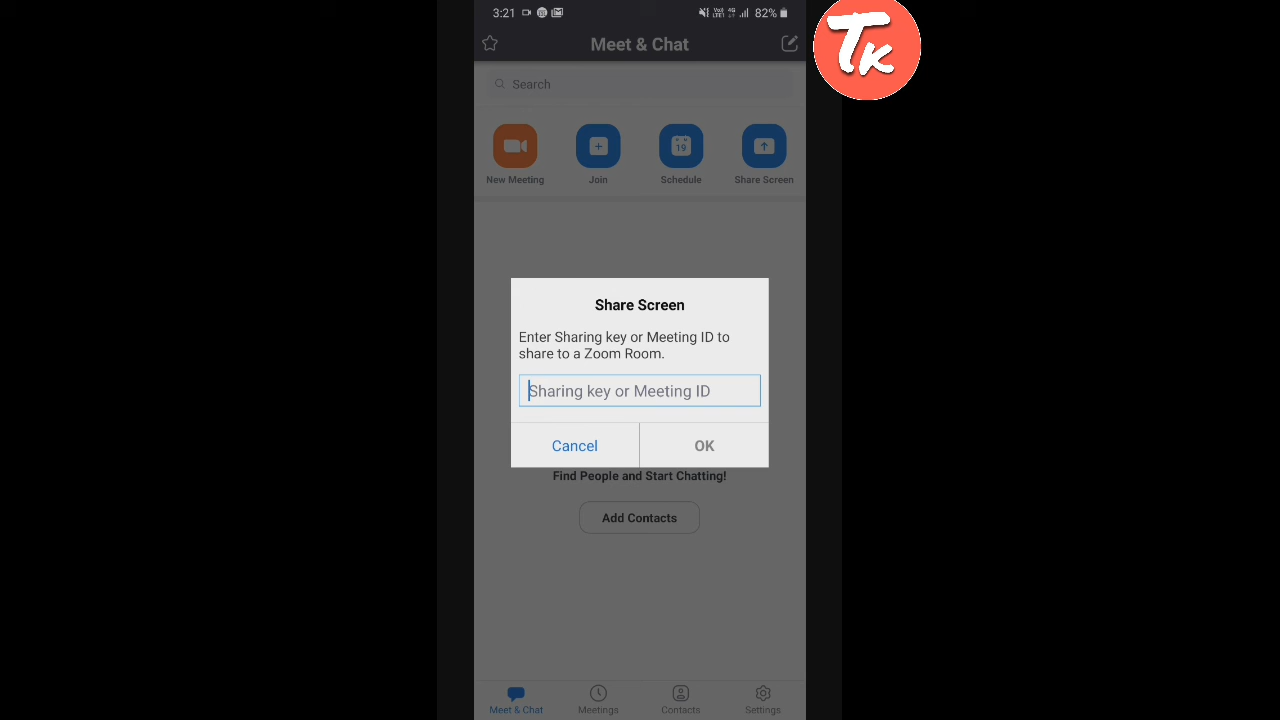 3:21
82%
Meet & Chat
TK
Search
19
New Meeting
Join
Schedule
Share Screen
Share Screen
Enter Sharing key or Meeting ID to
share to a Zoom Room.
Sharing key or Meeting ID
Cancel
OK
Find People and Start Chatting!
Add Contacts
Meet & Chat
Meetings
Contacts
Settings